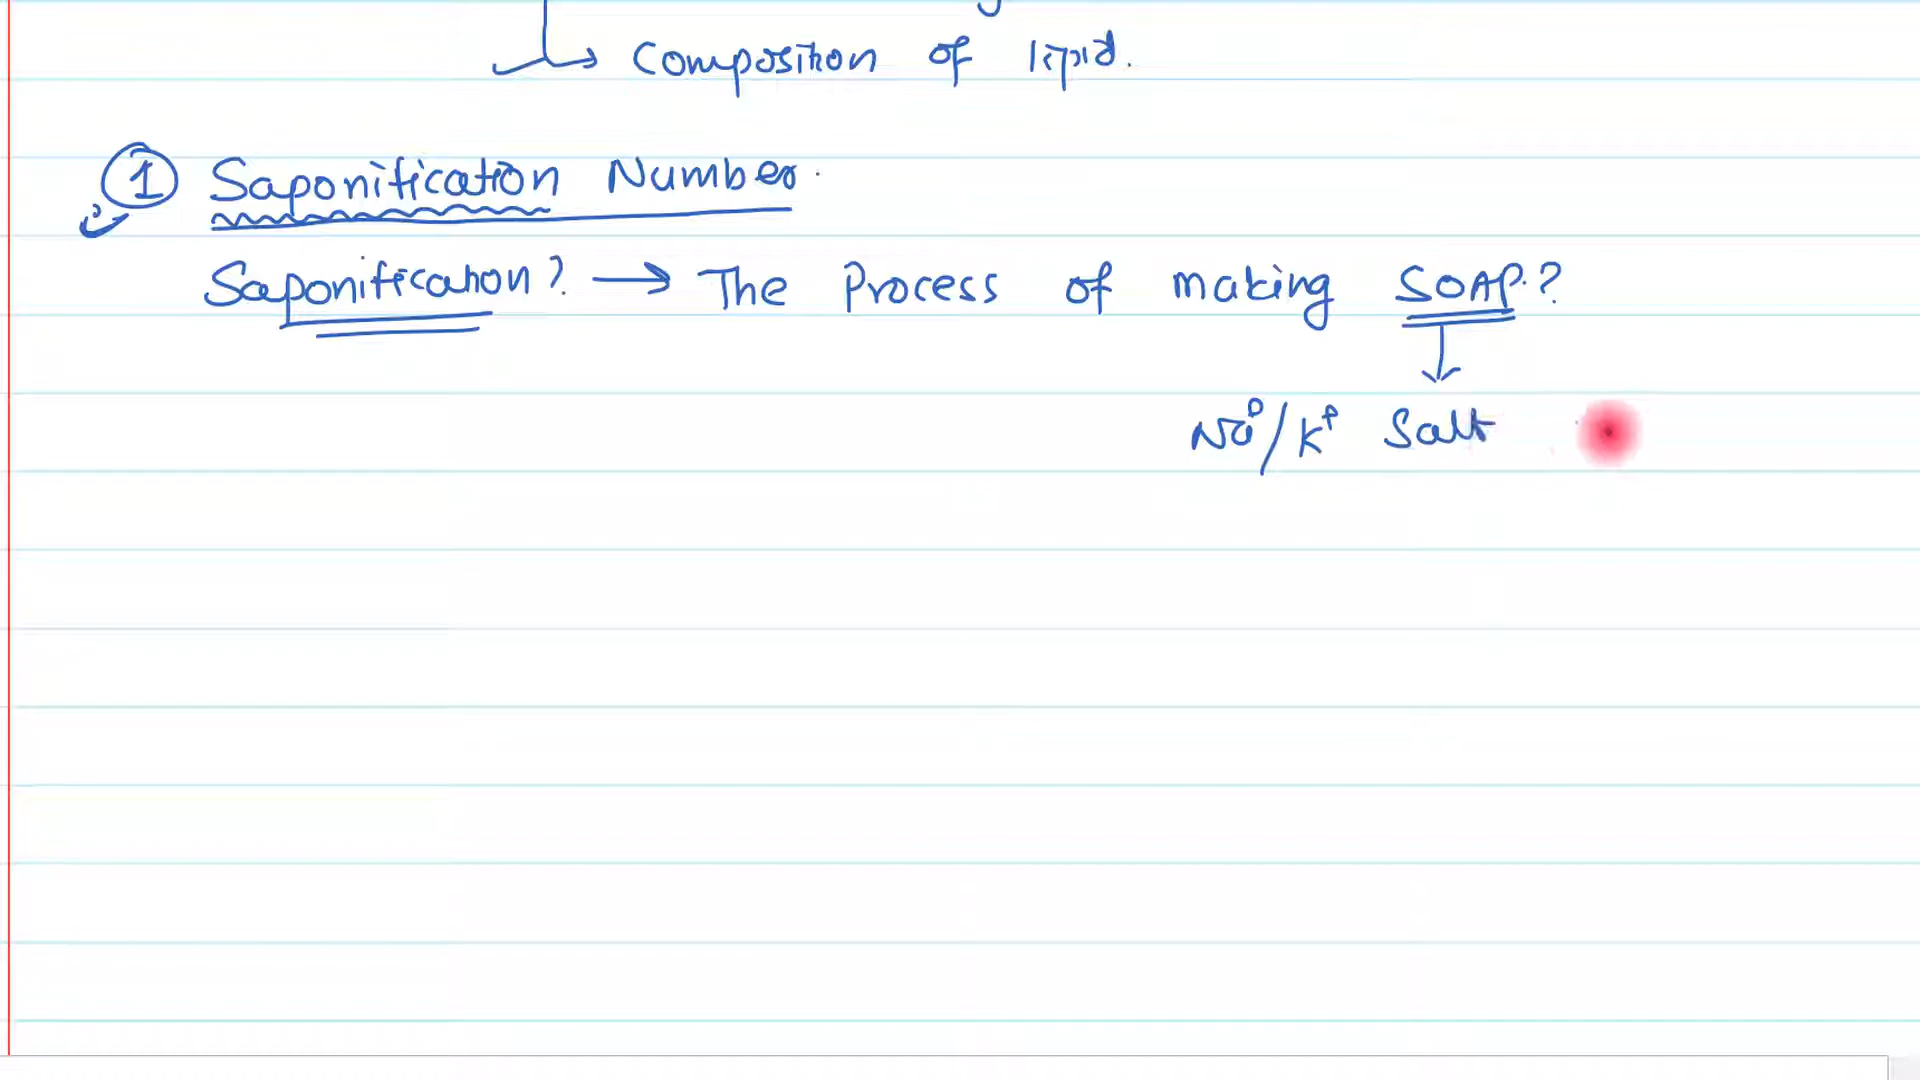 Composition of lipid.
1 Saponification Number.
Saponification? → The Process of making SOAP.?
Na⁺/K⁺ Salt